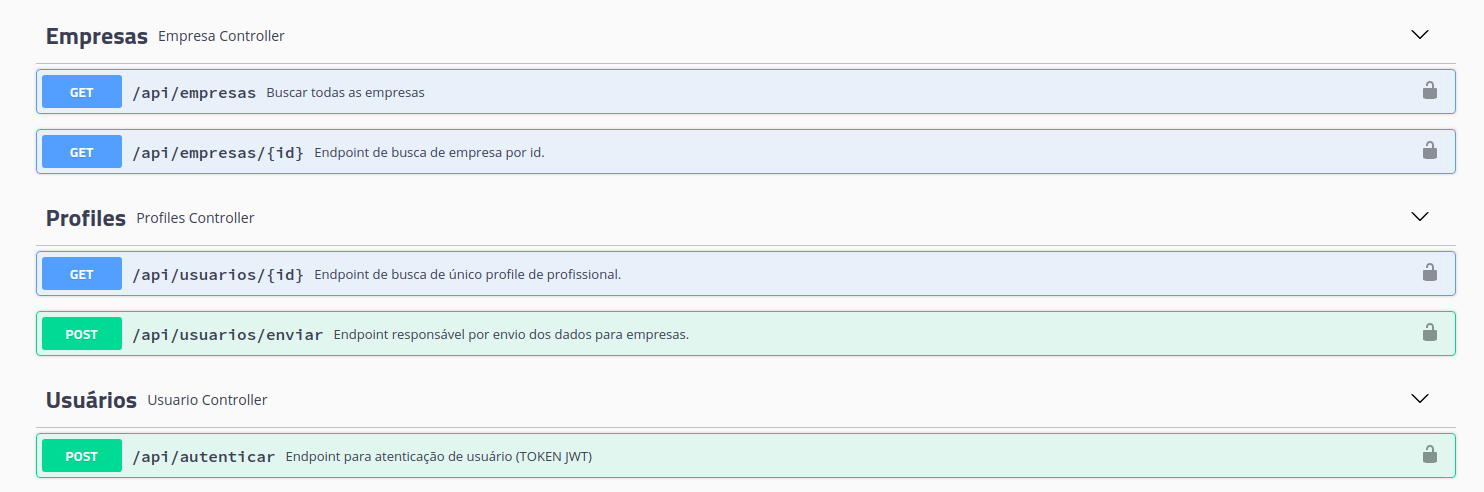 Empresas Empresa Controller
GET /api/empresas Buscar todas as empresas
GET /api/empresas/{id} Endpoint de busca de empresa por id.
Profiles Profiles Controller
GET /api/usuarios/{id} Endpoint de busca de único profile de profissional.
POST /api/usuarios/enviar Endpoint responsável por envio dos dados para empresas.
Usuários Usuario Controller
POST /api/autenticar Endpoint para atenticação de usuário (TOKEN JWT)